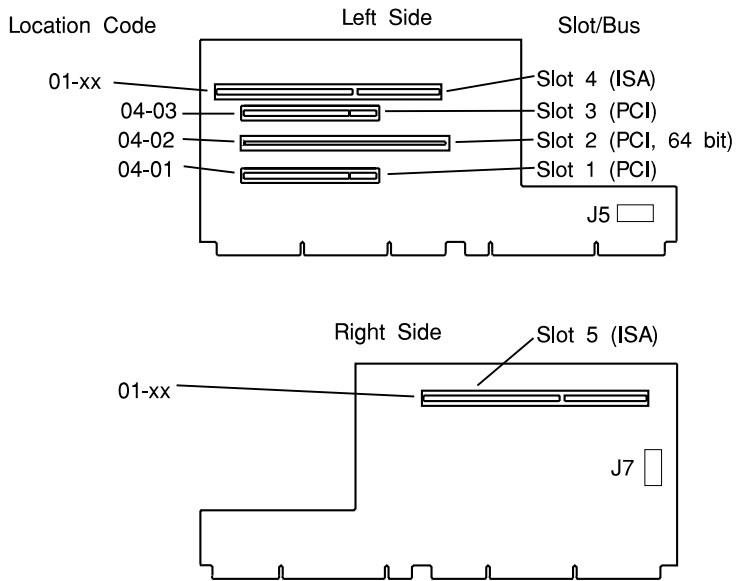 Location Code
Left Side
Slot/Bus
01-xx
Slot 4 (ISA)
04-03
Slot 3 (PCI)
04-02
Slot 2 (PCI, 64 bit)
04-01
Slot 1 (PCI)
J5
Right Side
Slot 5 (ISA)
01-xx
J7